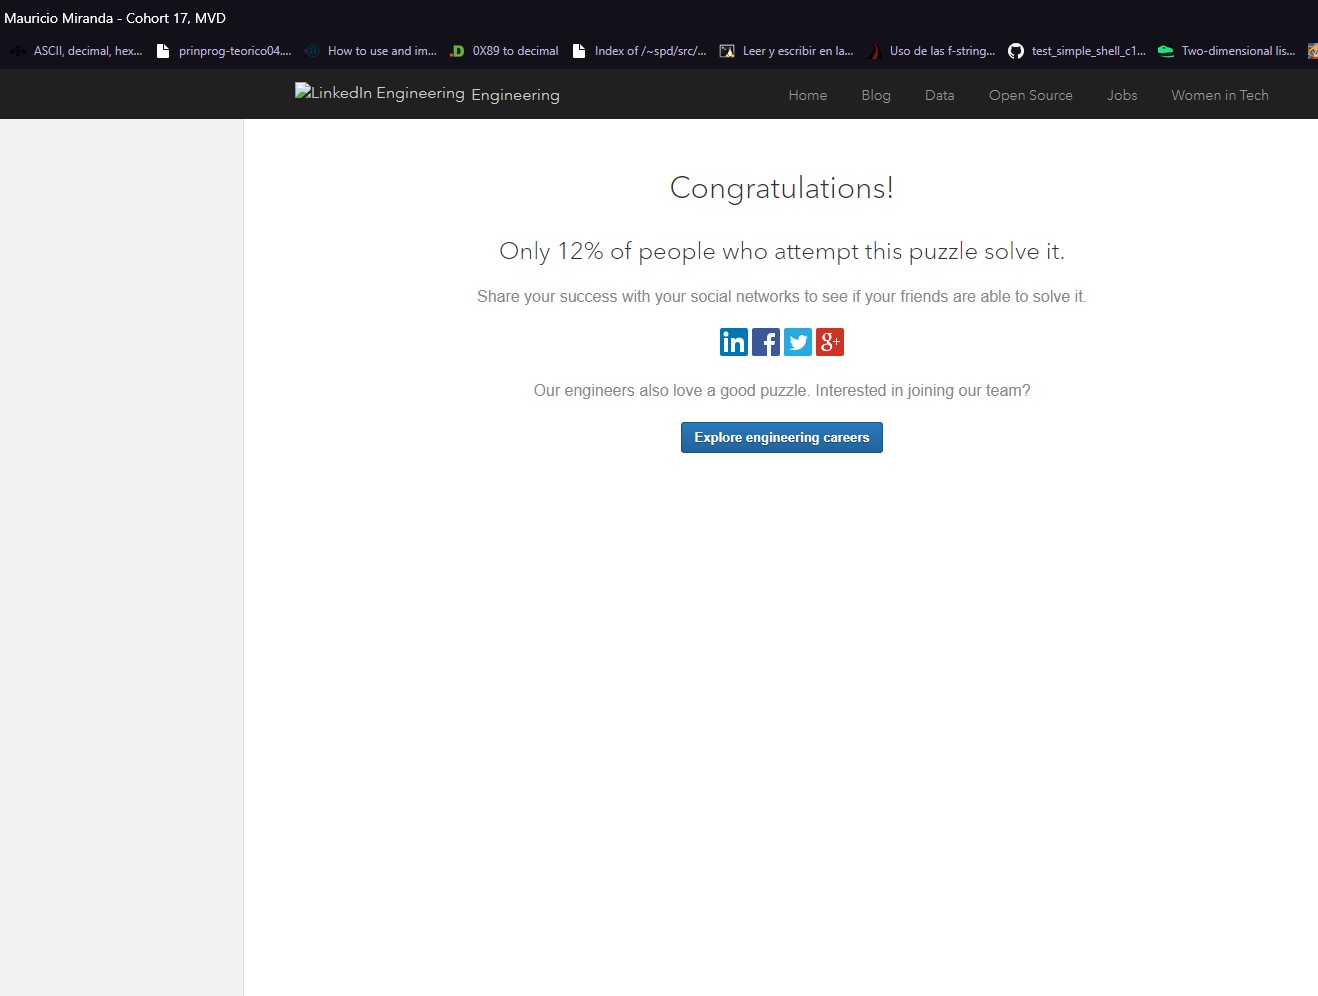 Mauricio Miranda - Cohort 17, MVD
ASCII, decimal, hex... prinprog-teorico04.... How to use and im... 0X89 to decimal Index of /~spd/src/... Leer y escribir en la... Uso de las f-string... test_simple_shell_c1... Two-dimensional lis...
LinkedIn Engineering Engineering Home Blog Data Open Source Jobs Women in Tech
Congratulations!
Only 12% of people who attempt this puzzle solve it.
Share your success with your social networks to see if your friends are able to solve it.
in f g+
Our engineers also love a good puzzle. Interested in joining our team?
Explore engineering careers